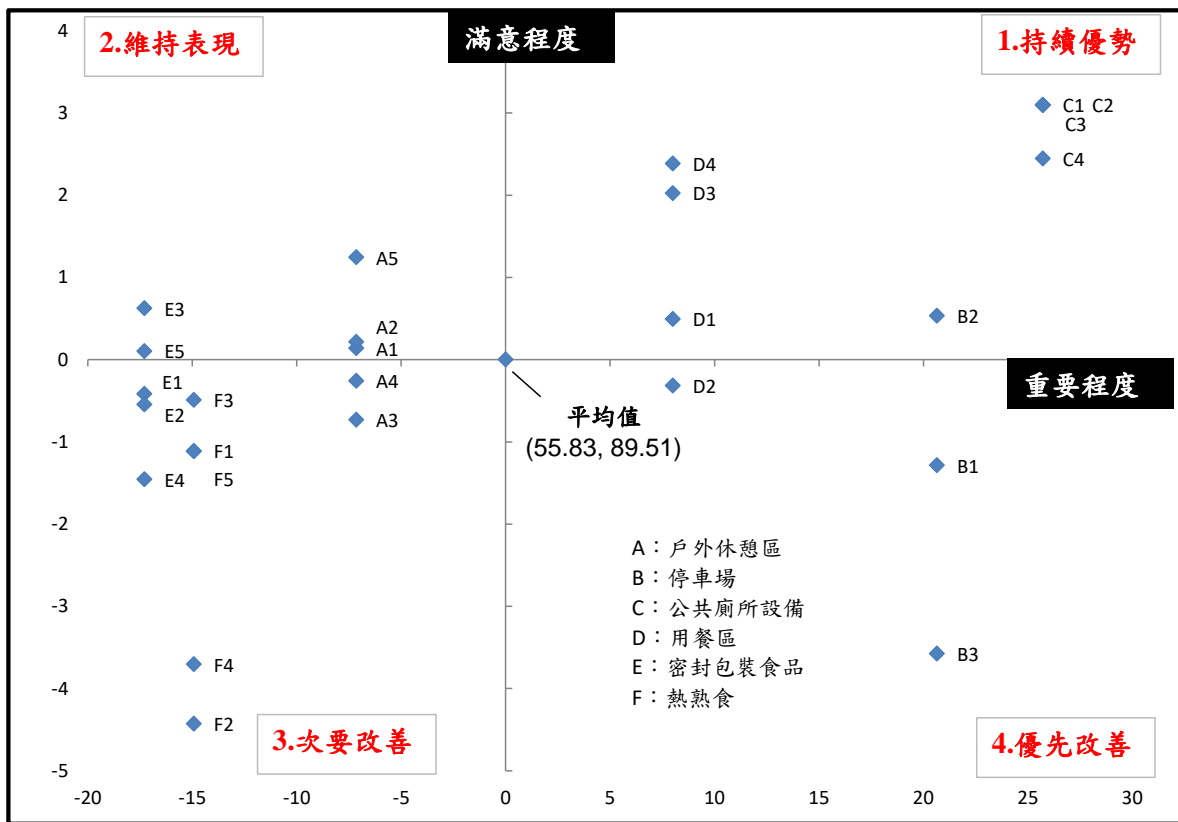 2.維持表現
滿意程度
1.持續優勢
4
3
2
1
0
-1
-2
-3
-4
-5
C1 C2
C3
C4
D4
D3
A5
E3
A2
D1
B2
E5
A1
E1
A4
D2
重要程度
E2
F3
A3
平均值
(55.83, 89.51)
F1
B1
E4
F5
A：戶外休憩區
B：停車場
C：公共廁所設備
D：用餐區
E：密封包裝食品
F：熱熟食
F4
B3
F2
3.次要改善
4.優先改善
-20 -15 -10 -5 0 5 10 15 20 25 30